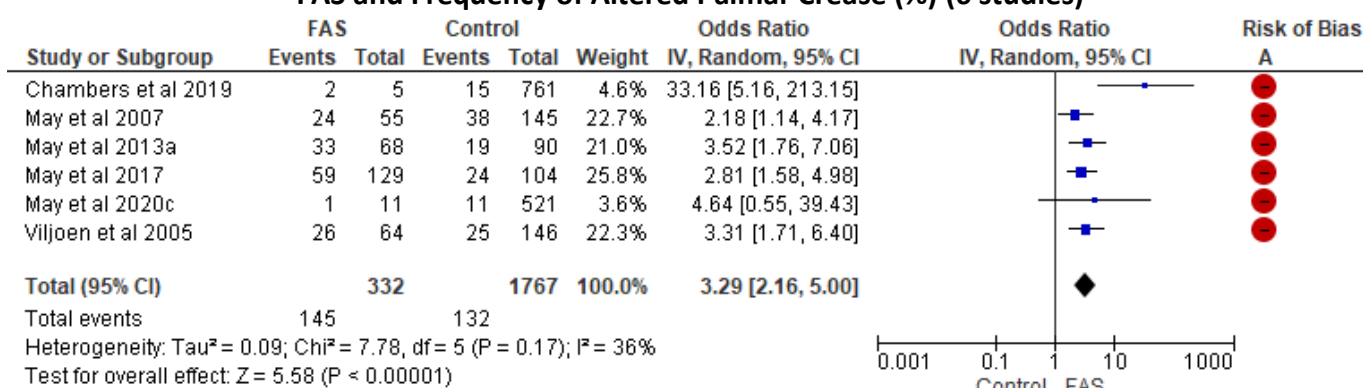 FAS and Frequency of Altered Palmar Crease (%) (6 studies)
FAS Control Odds Ratio Odds Ratio Risk of Bias
Study or Subgroup Events Total Events Total Weight IV, Random, 95% CI IV, Random, 95% CI A
Chambers et al 2019 2 5 15 761 4.6% 33.16 [5.16, 213.15]
May et al 2007 24 55 38 145 22.7% 2.18 [1.14, 4.17]
May et al 2013a 33 68 19 90 21.0% 3.52 [1.76, 7.06]
May et al 2017 59 129 24 104 25.8% 2.81 [1.58, 4.98]
May et al 2020c 1 11 11 521 3.6% 4.64 [0.55, 39.43]
Viljoen et al 2005 26 64 25 146 22.3% 3.31 [1.71, 6.40]
Total (95% CI) 332 1767 100.0% 3.29 [2.16, 5.00]
Total events 145 132
Heterogeneity: Tau² = 0.09; Chi² = 7.78, df = 5 (P = 0.17); I² = 36%
Test for overall effect: Z = 5.58 (P < 0.00001)
0.001 0.1 1 10 1000
Control FAS